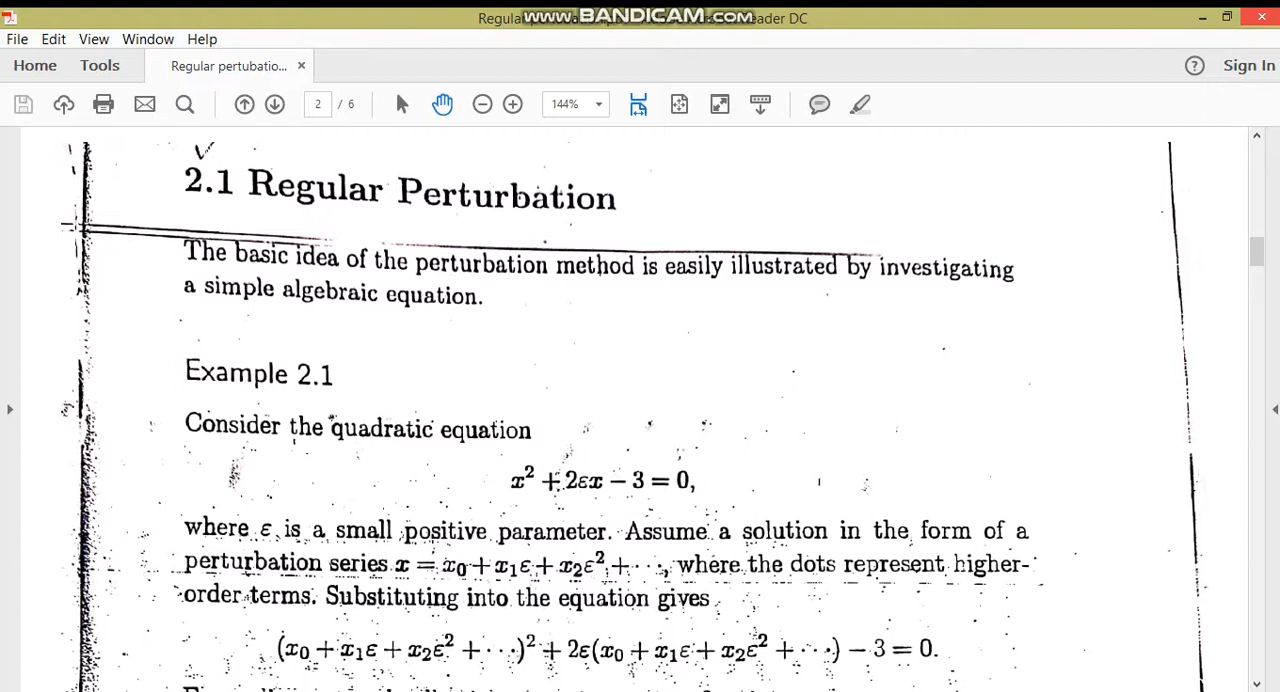 Regula
www.BANDICAM.com
eader DC
File Edit View Window Help
Home Tools Regular pertubatio... × ? Sign In
2 / 6 144%
2.1 Regular Perturbation
The basic idea of the perturbation method is easily illustrated by investigating
a simple algebraic equation.
Example 2.1
Consider the quadratic equation
x² + 2εx − 3 = 0,
where ε is a small positive parameter. Assume a solution in the form of a
perturbation series x = x₀ + x₁ε + x₂ε² + · · ·, where the dots represent higher-
order terms. Substituting into the equation gives
(x₀ + x₁ε + x₂ε² + · · ·)² + 2ε(x₀ + x₁ε + x₂ε² + · · ·) − 3 = 0.